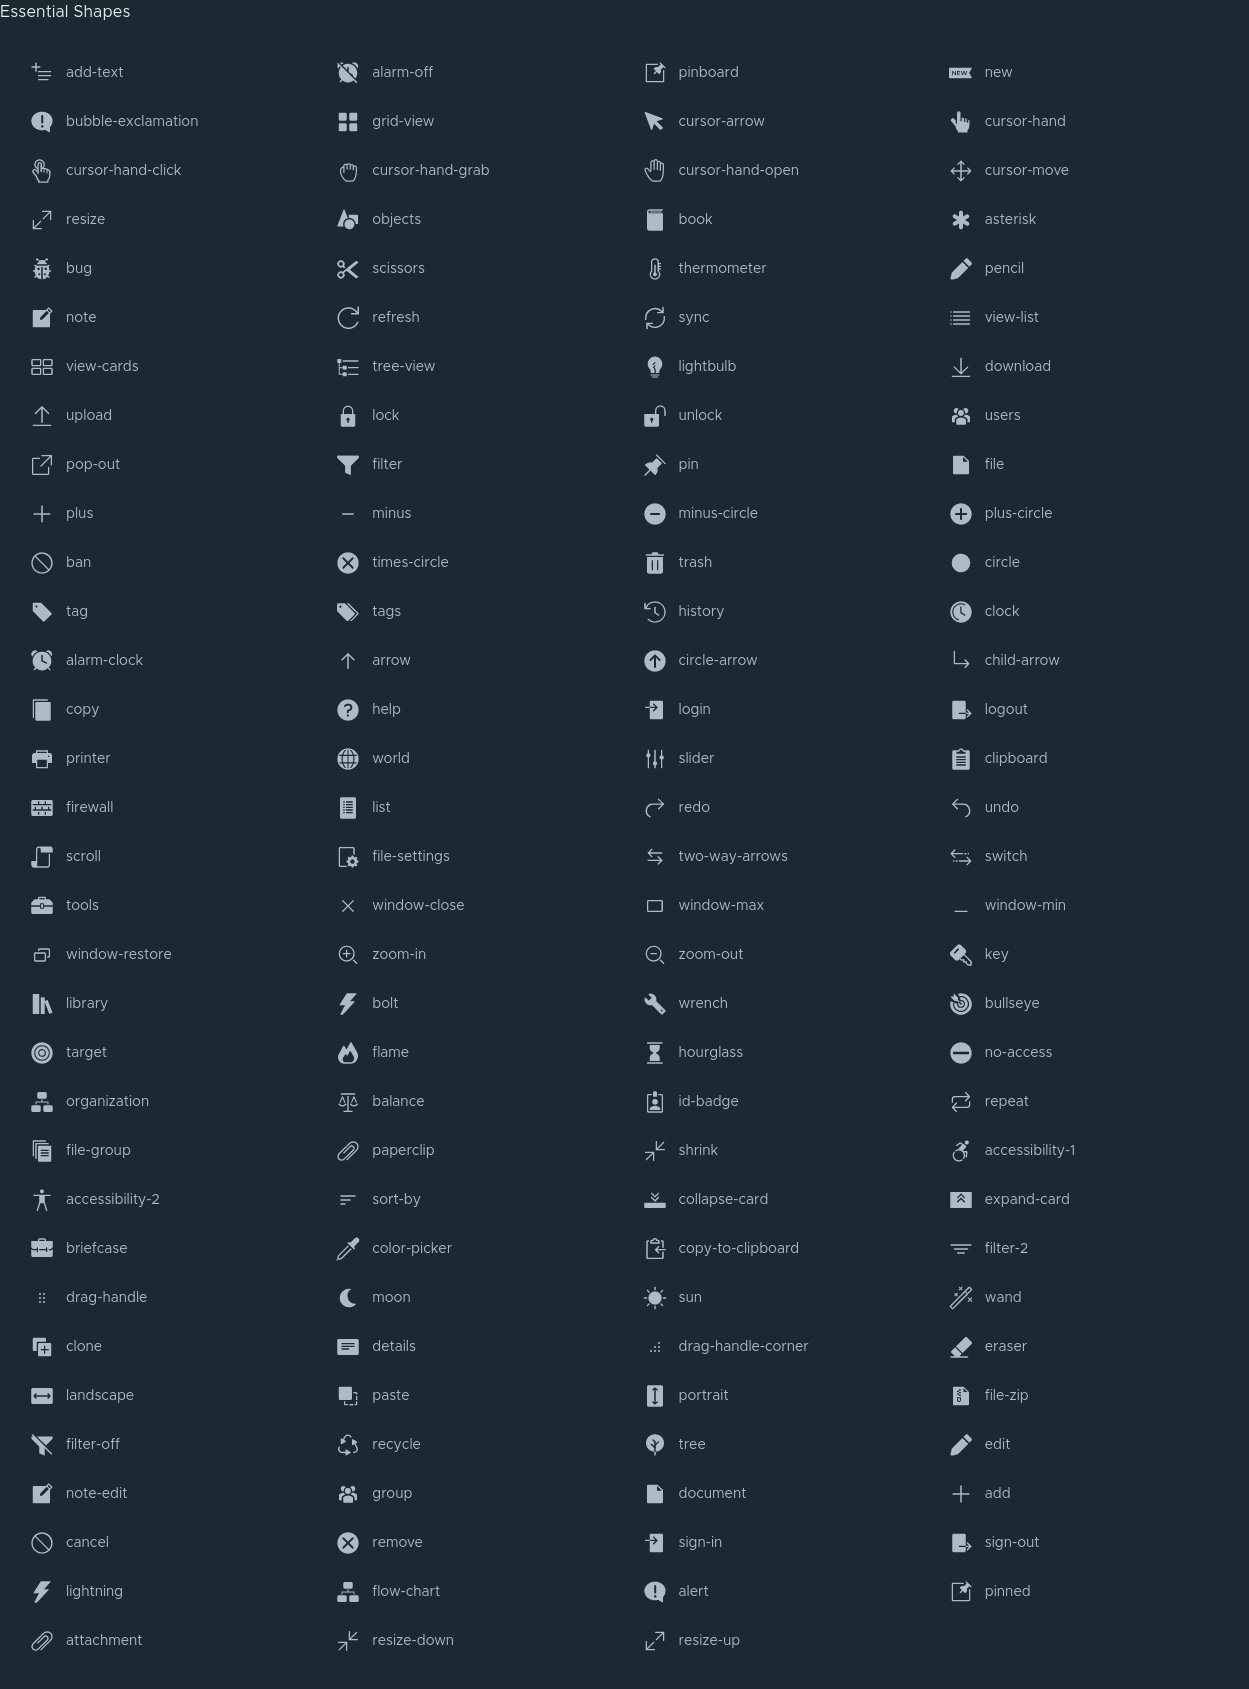 Essential Shapes
add-text alarm-off pinboard NEW new
bubble-exclamation grid-view cursor-arrow cursor-hand
cursor-hand-click cursor-hand-grab cursor-hand-open cursor-move
resize objects book asterisk
bug scissors thermometer pencil
note refresh sync view-list
view-cards tree-view lightbulb download
upload lock unlock users
pop-out filter pin file
plus minus minus-circle plus-circle
ban times-circle trash circle
tag tags history clock
alarm-clock arrow circle-arrow child-arrow
copy help login logout
printer world slider clipboard
firewall list redo undo
scroll file-settings two-way-arrows switch
tools window-close window-max window-min
window-restore zoom-in zoom-out key
library bolt wrench bullseye
target flame hourglass no-access
organization balance id-badge repeat
file-group paperclip shrink accessibility-1
accessibility-2 sort-by collapse-card expand-card
briefcase color-picker copy-to-clipboard filter-2
drag-handle moon sun wand
clone details drag-handle-corner eraser
landscape paste portrait file-zip
filter-off recycle tree edit
note-edit group document add
cancel remove sign-in sign-out
lightning flow-chart alert pinned
attachment resize-down resize-up